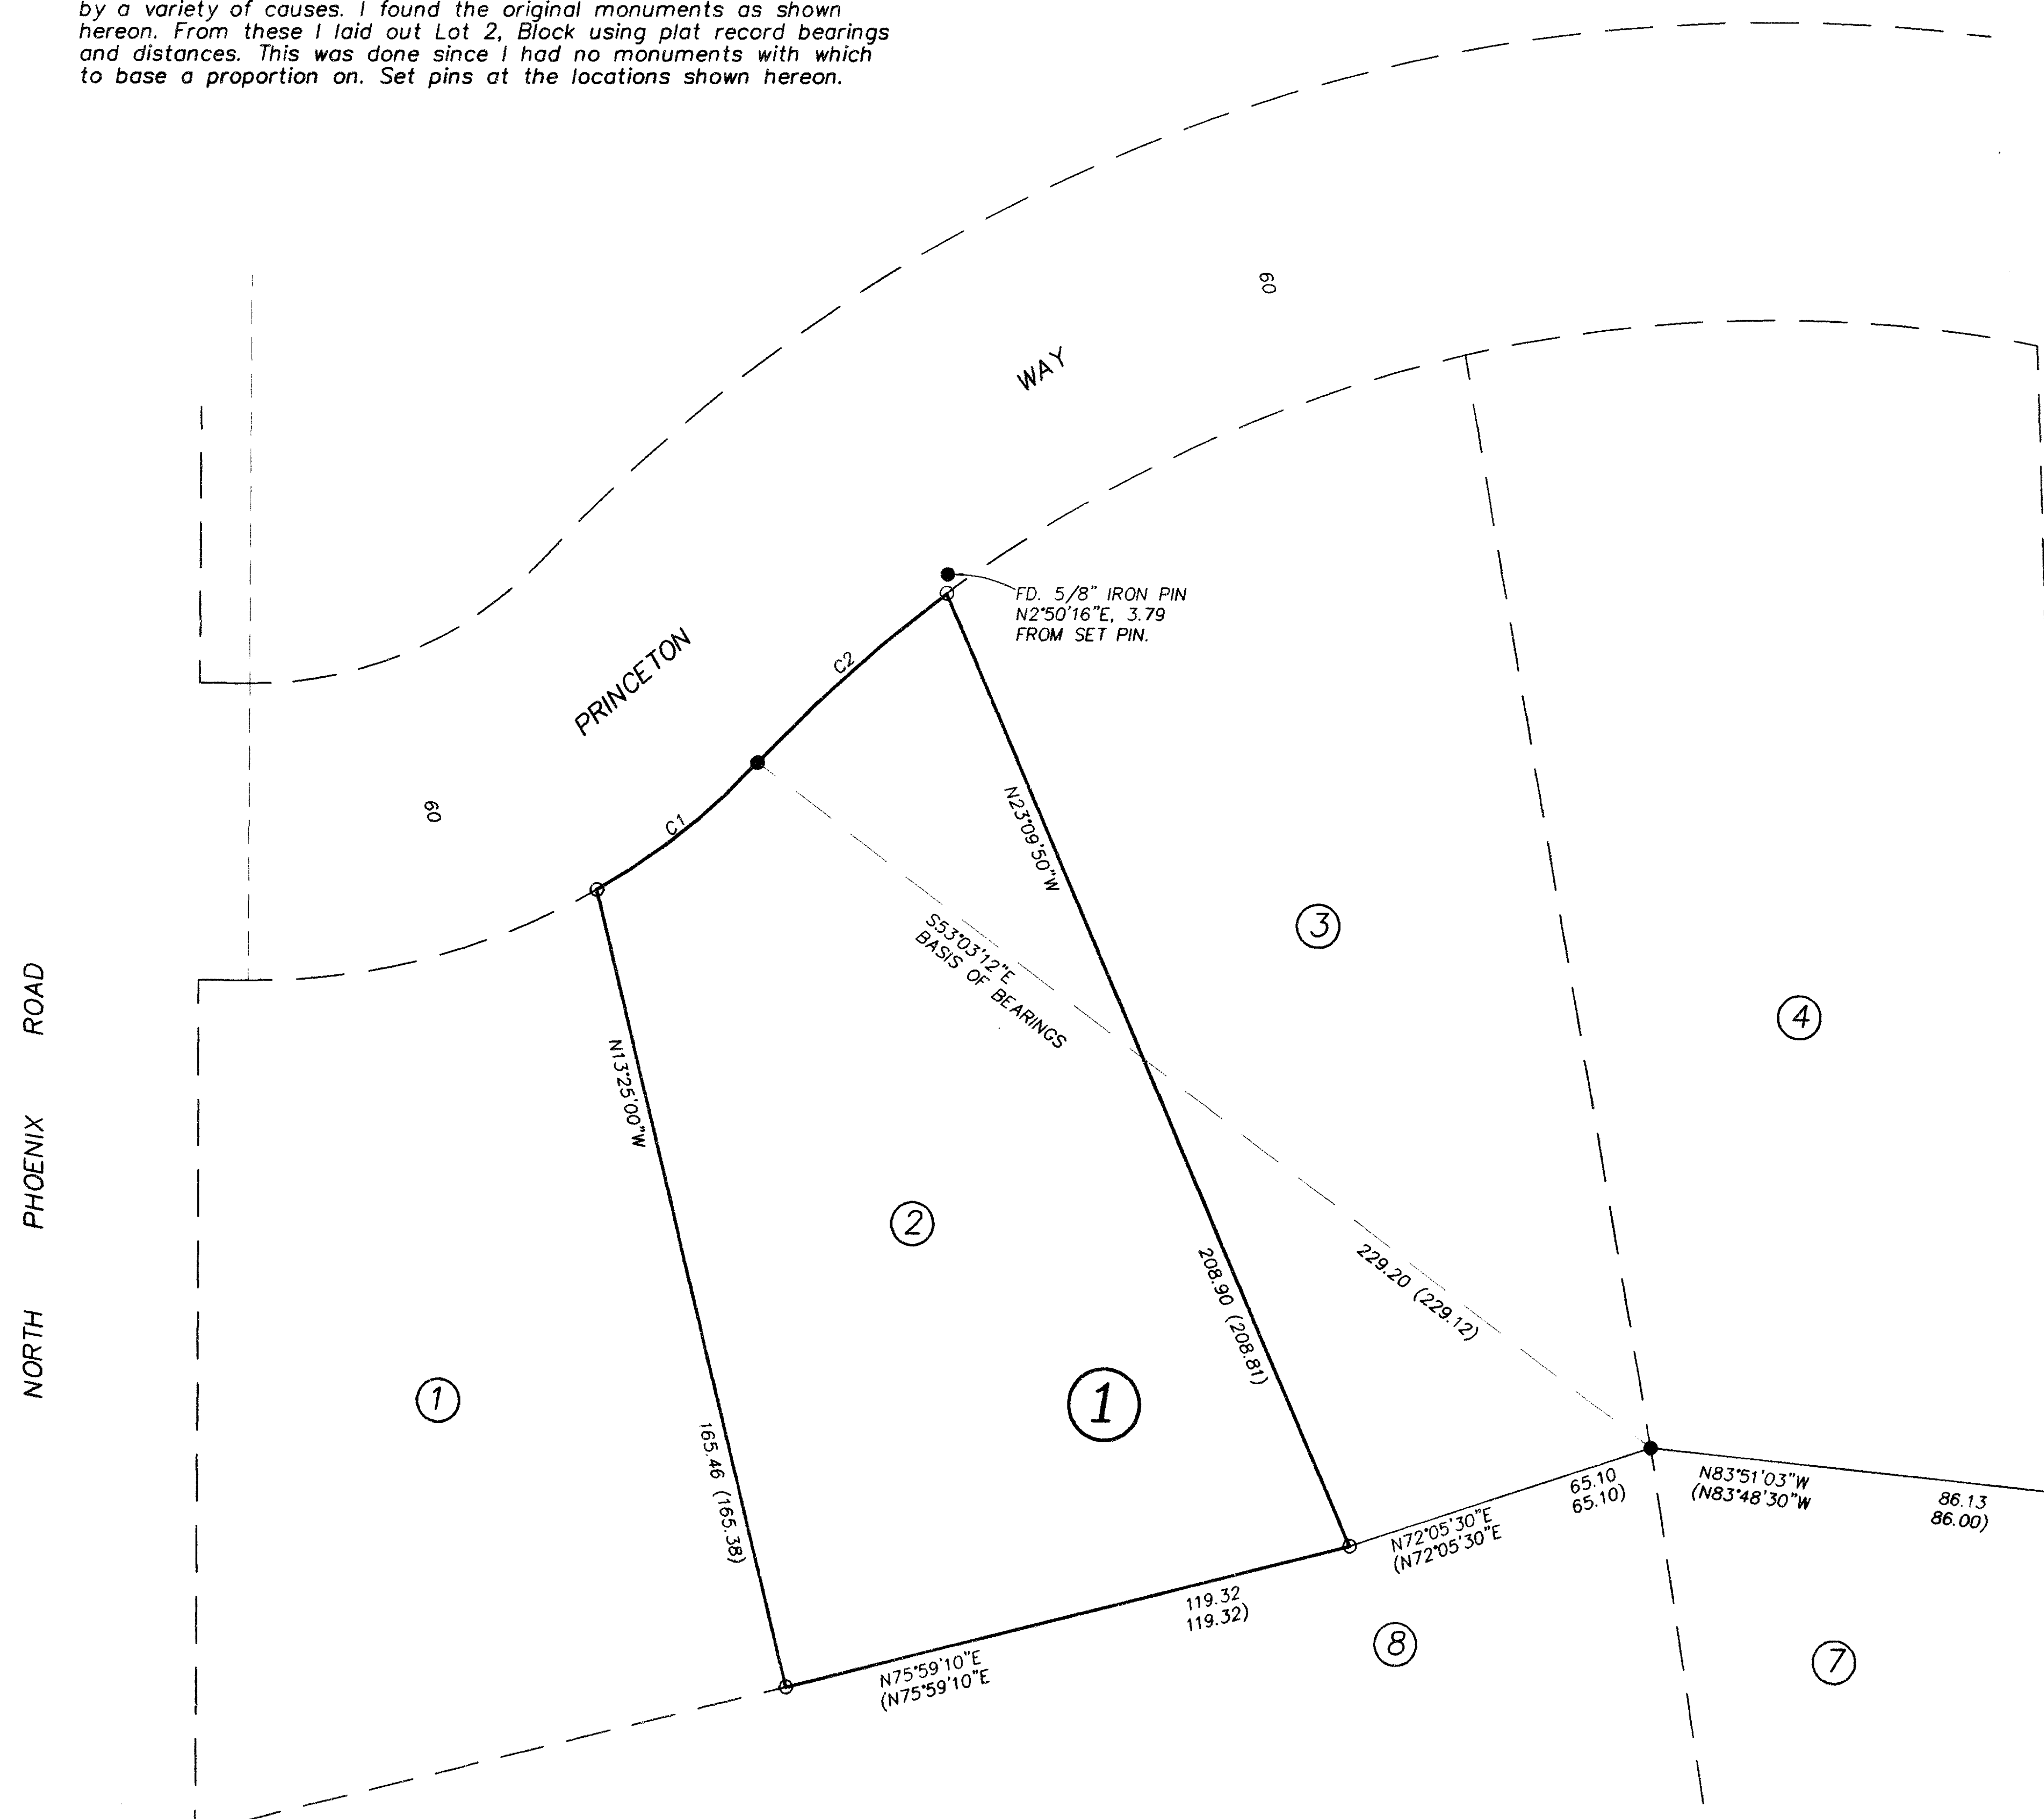 by a variety of causes. I found the original monuments as shown
hereon. From these I laid out Lot 2, Block using plat record bearings
and distances. This was done since I had no monuments with which
to base a proportion on. Set pins at the locations shown hereon.
60
WAY
FD. 5/8" IRON PIN
N2°50'16"E, 3.79
FROM SET PIN.
PRINCETON
C2
C1
60
N23°09'50"W
S53°03'12"E
BASIS OF BEARINGS
3
4
NORTH PHOENIX ROAD
N13°25'00"W
2
208.90 (208.81)
229.20 (229.12)
1
1
165.46 (165.38)
65.10
65.10)
N83°51'03"W
(N83°48'30"W
86.13
86.00)
N72°05'30"E
(N72°05'30"E
119.32
119.32)
8
7
N75°59'10"E
(N75°59'10"E